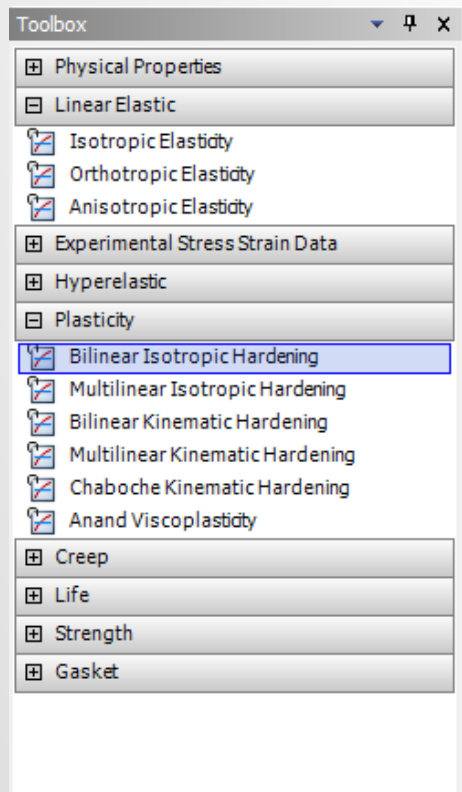 Toolbox
Physical Properties
Linear Elastic
Isotropic Elasticity
Orthotropic Elasticity
Anisotropic Elasticity
Experimental Stress Strain Data
Hyperelastic
Plasticity
Bilinear Isotropic Hardening
Multilinear Isotropic Hardening
Bilinear Kinematic Hardening
Multilinear Kinematic Hardening
Chaboche Kinematic Hardening
Anand Viscoplasticity
Creep
Life
Strength
Gasket